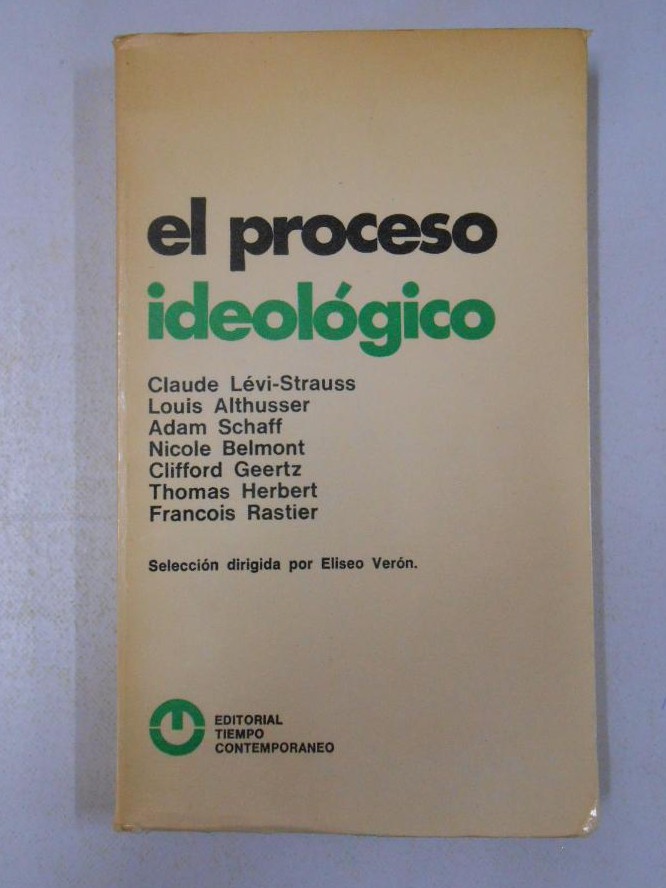 el proceso
ideológico
Claude Lévi-Strauss
Louis Althusser
Adam Schaff
Nicole Belmont
Clifford Geertz
Thomas Herbert
Francois Rastier
Selección dirigida por Eliseo Verón.
EDITORIAL
TIEMPO
CONTEMPORANEO